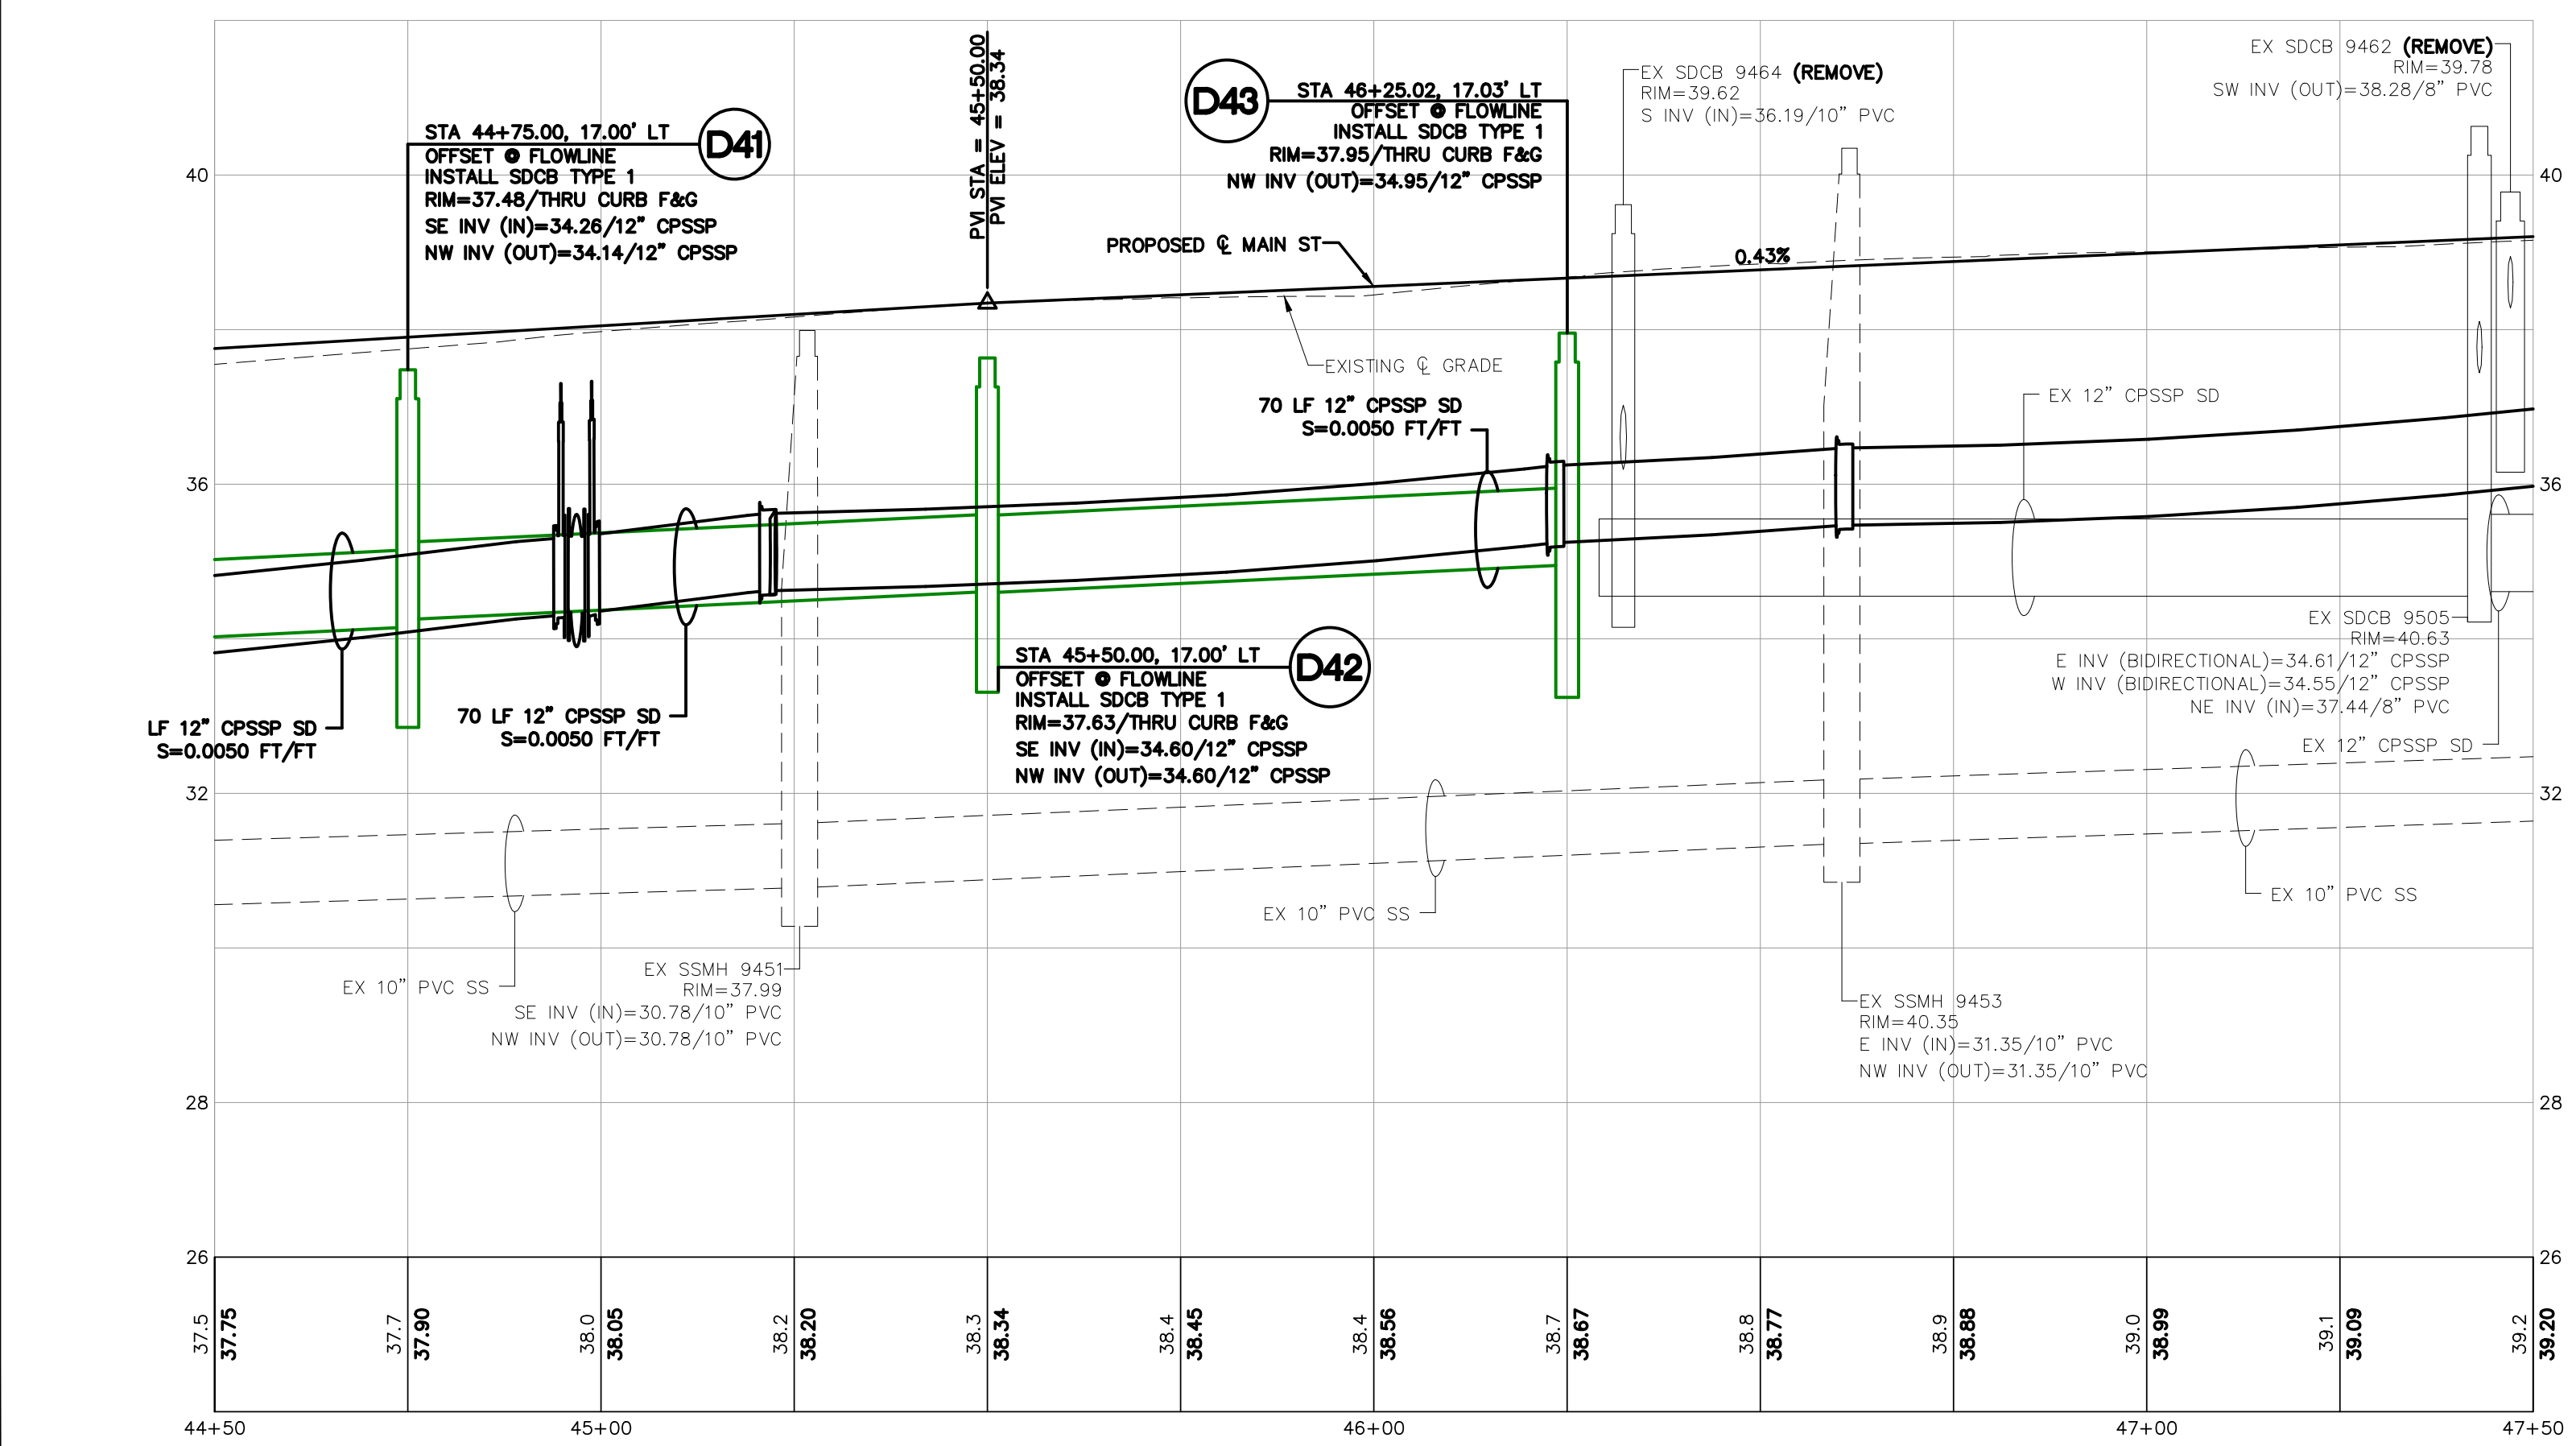 STA 44+75.00, 17.00' LT
OFFSET @ FLOWLINE
INSTALL SDCB TYPE 1
RIM=37.48/THRU CURB F&G
SE INV (IN)=34.26/12" CPSSP
NW INV (OUT)=34.14/12" CPSSP
D41
PVI STA = 45+50.00
PVI ELEV = 38.34
D43
STA 46+25.02, 17.03' LT
OFFSET @ FLOWLINE
INSTALL SDCB TYPE 1
RIM=37.95/THRU CURB F&G
NW INV (OUT)=34.95/12" CPSSP
EX SDCB 9464 (REMOVE)
RIM=39.62
S INV (IN)=36.19/10" PVC
EX SDCB 9462 (REMOVE)
RIM=39.78
SW INV (OUT)=38.28/8" PVC
40
40
PROPOSED ℄ MAIN ST
0.43%
EXISTING ℄ GRADE
70 LF 12" CPSSP SD
S=0.0050 FT/FT
EX 12" CPSSP SD
36
36
LF 12" CPSSP SD
S=0.0050 FT/FT
70 LF 12" CPSSP SD
S=0.0050 FT/FT
STA 45+50.00, 17.00' LT
OFFSET @ FLOWLINE
INSTALL SDCB TYPE 1
RIM=37.63/THRU CURB F&G
SE INV (IN)=34.60/12" CPSSP
NW INV (OUT)=34.60/12" CPSSP
D42
EX SDCB 9505
RIM=40.63
E INV (BIDIRECTIONAL)=34.61/12" CPSSP
W INV (BIDIRECTIONAL)=34.55/12" CPSSP
NE INV (IN)=37.44/8" PVC
EX 12" CPSSP SD
32
32
EX 10" PVC SS
EX SSMH 9451
RIM=37.99
SE INV (IN)=30.78/10" PVC
NW INV (OUT)=30.78/10" PVC
EX 10" PVC SS
EX 10" PVC SS
EX SSMH 9453
RIM=40.35
E INV (IN)=31.35/10" PVC
NW INV (OUT)=31.35/10" PVC
28
28
26
26
37.5
37.75
37.7
37.90
38.0
38.05
38.2
38.20
38.3
38.34
38.4
38.45
38.4
38.56
38.7
38.67
38.8
38.77
38.9
38.88
39.0
38.99
39.1
39.09
39.2
39.20
44+50
45+00
46+00
47+00
47+50